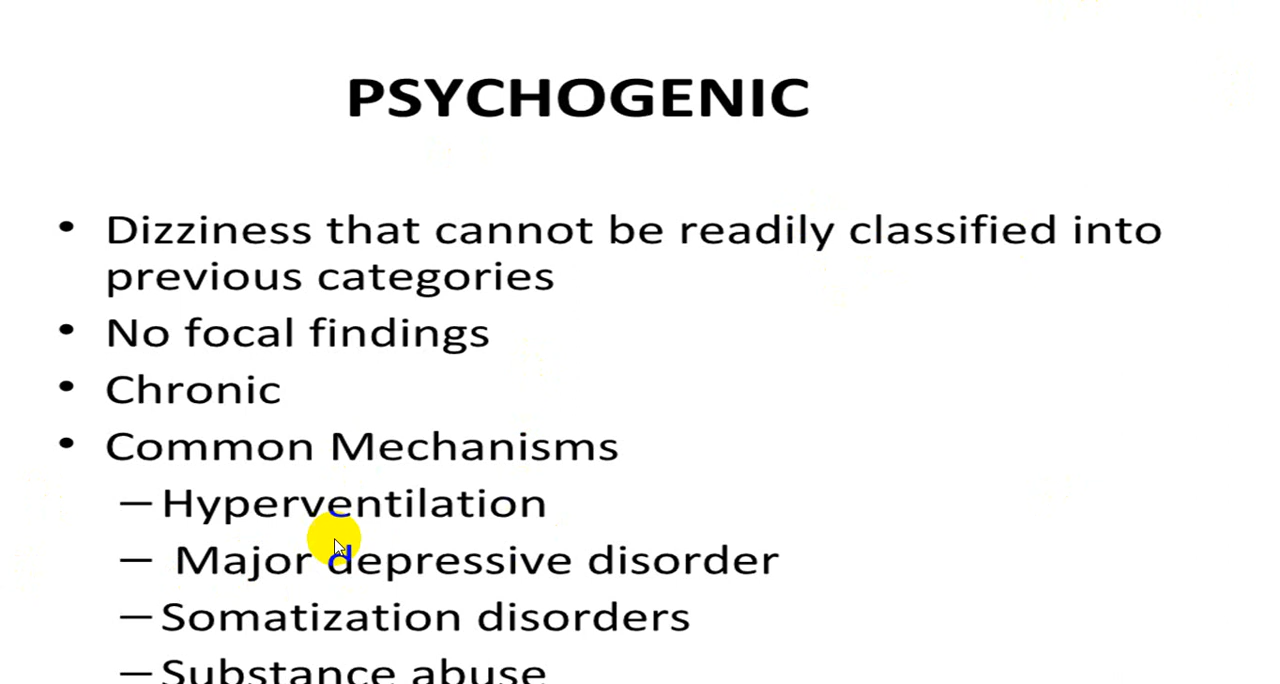 PSYCHOGENIC
• Dizziness that cannot be readily classified into
previous categories
• No focal findings
• Chronic
• Common Mechanisms
– Hyperventilation
– Major depressive disorder
– Somatization disorders
– Substance abuse